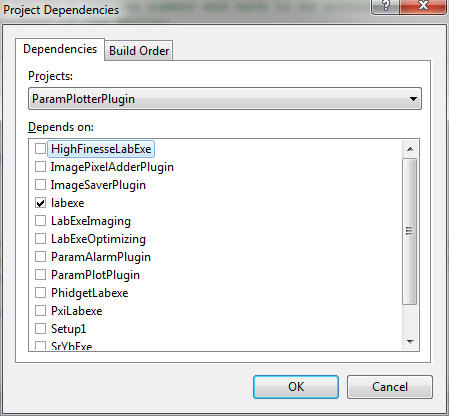 Project Dependencies
Dependencies
Build Order
Projects:
ParamPlotterPlugin
Depends on:
HighFinesseLabExe
ImagePixelAdderPlugin
ImageSaverPlugin
labexe
LabExeImaging
LabExeOptimizing
ParamAlarmPlugin
ParamPlotPlugin
PhidgetLabexe
PxiLabexe
Setup1
SrYbExe
OK
Cancel